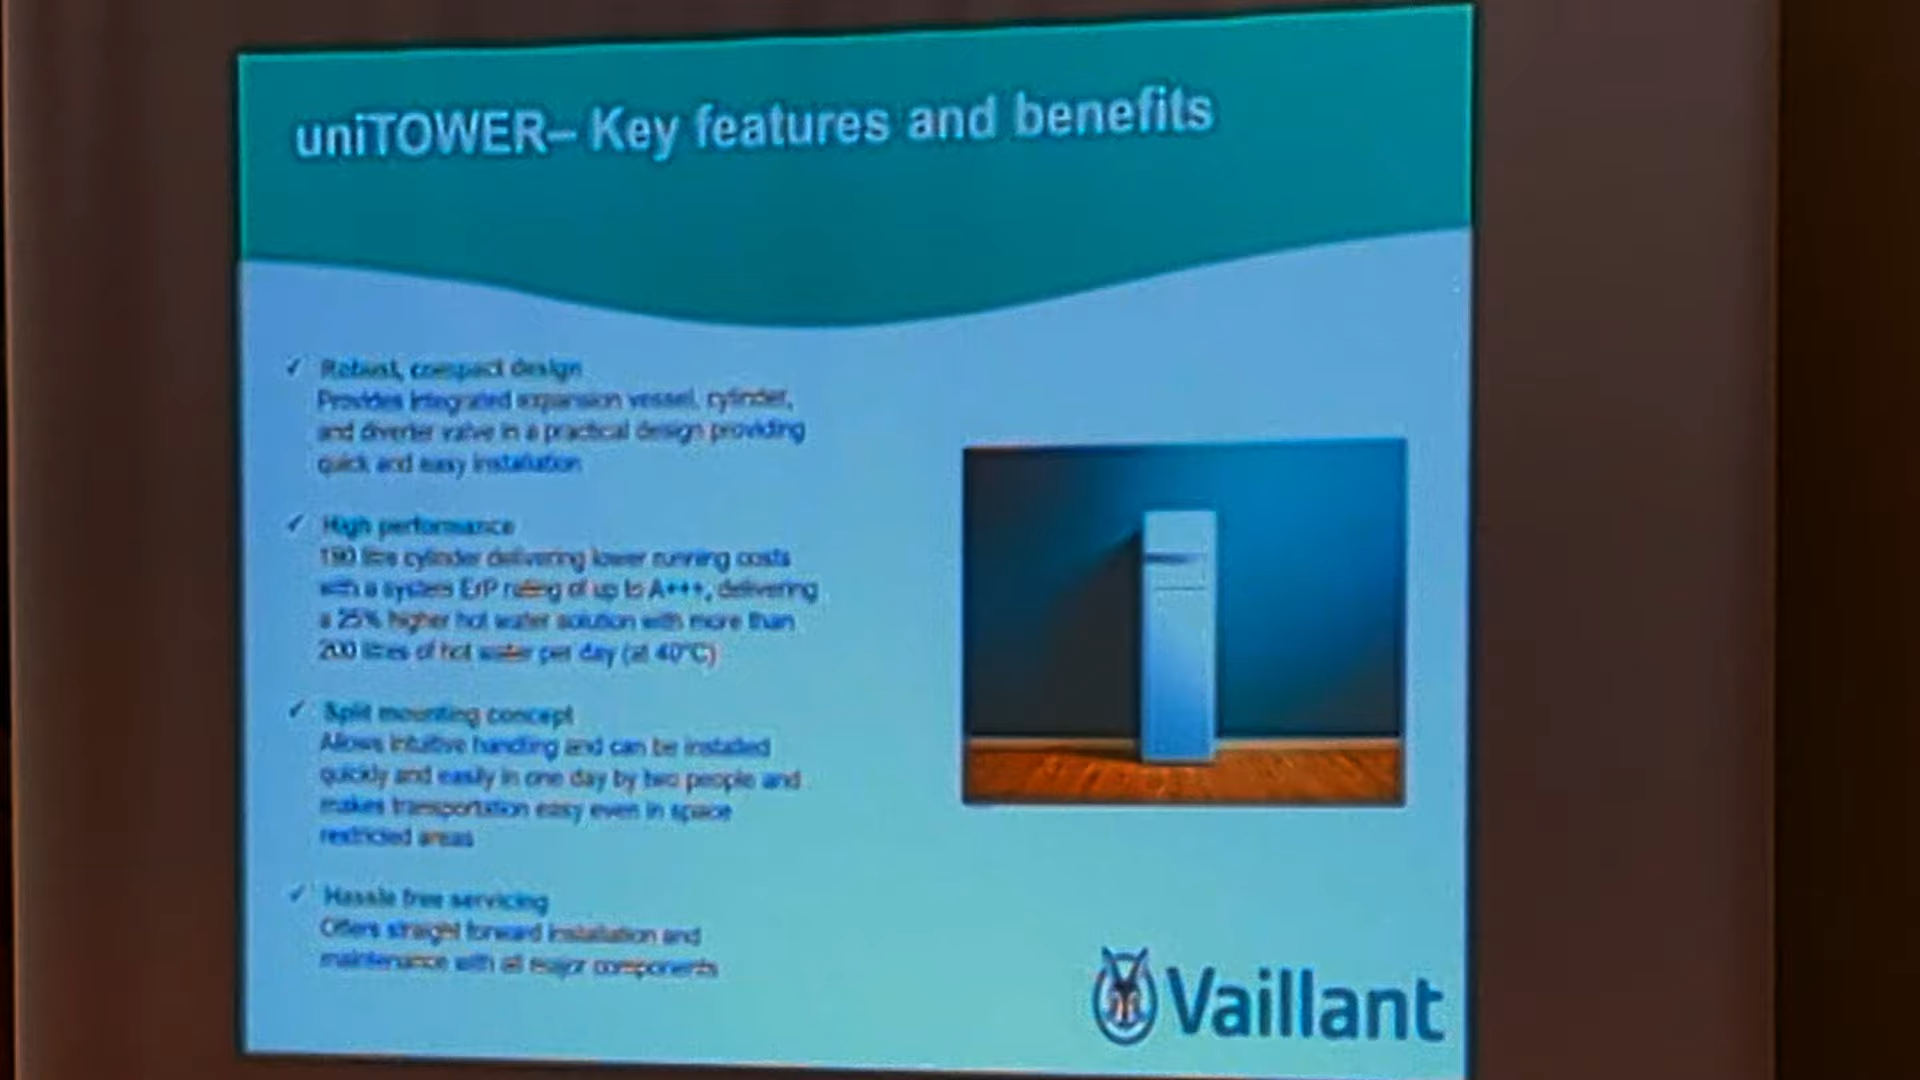 uniTOWER– Key features and benefits
✓ Robust, compact design
Provides integrated expansion vessel, cylinder,
and diverter valve in a practical design providing
quick and easy installation
✓ High performance
190 litre cylinder delivering lower running costs
with a system ErP rating of up to A+++, delivering
a 25% higher hot water solution with more than
200 litres of hot water per day (at 40°C)
✓ Split mounting concept
Allows intuitive handling and can be installed
quickly and easily in one day by two people and
makes transportation easy even in space
restricted areas
✓ Hassle free servicing
Offers straight forward installation and
maintenance with all major components
Vaillant